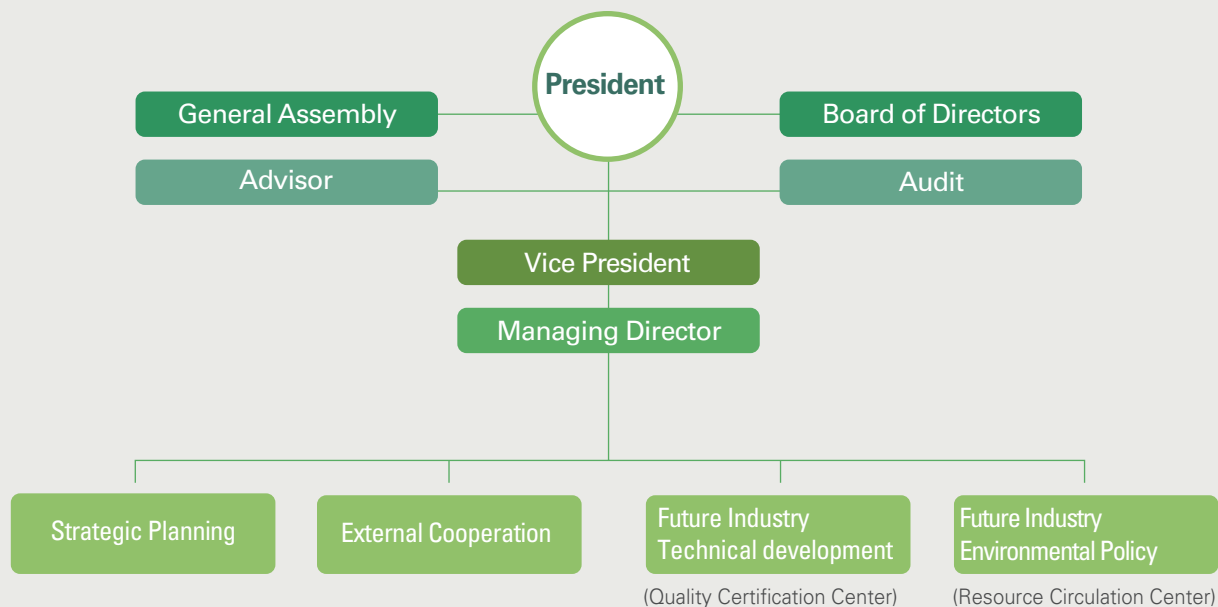 President
General Assembly
Board of Directors
Advisor
Audit
Vice President
Managing Director
Strategic Planning
External Cooperation
Future Industry
Technical development
(Quality Certification Center)
Future Industry
Environmental Policy
(Resource Circulation Center)